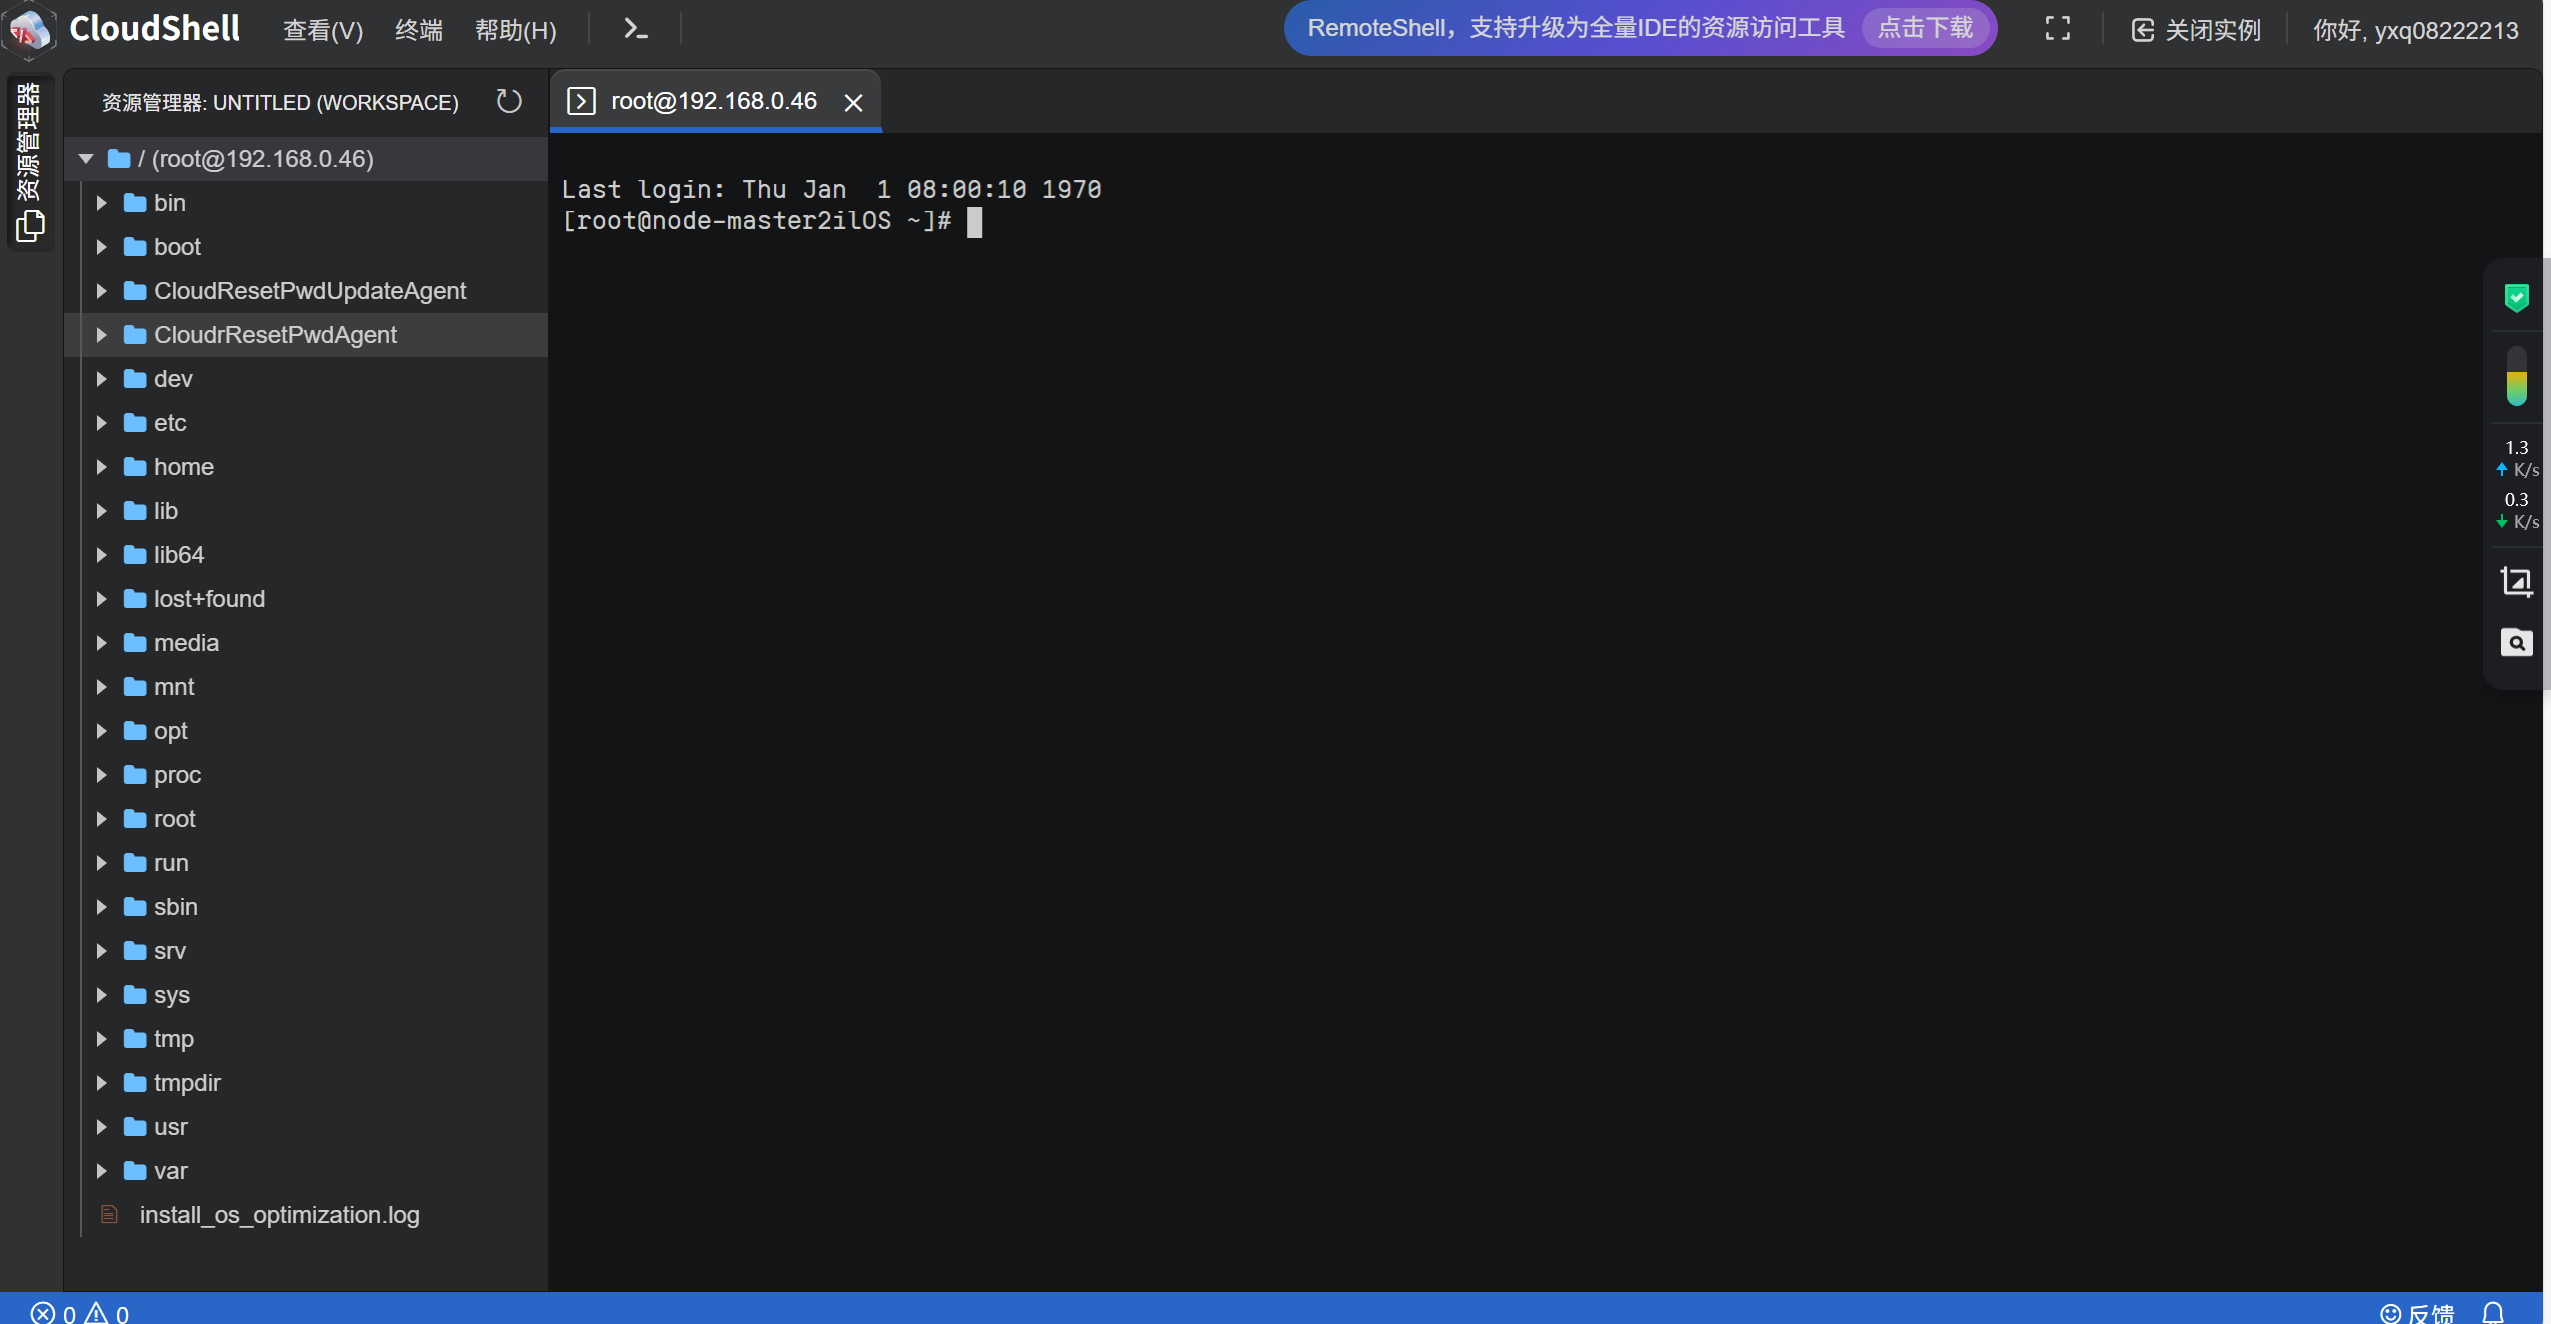 CloudShell 查看(V) 终端 帮助(H)
RemoteShell，支持升级为全量IDE的资源访问工具 点击下载
关闭实例
你好, yxq08222213
资源管理器
资源管理器: UNTITLED (WORKSPACE)
/ (root@192.168.0.46)
bin
boot
CloudResetPwdUpdateAgent
CloudrResetPwdAgent
dev
etc
home
lib
lib64
lost+found
media
mnt
opt
proc
root
run
sbin
srv
sys
tmp
tmpdir
usr
var
install_os_optimization.log
root@192.168.0.46
Last login: Thu Jan  1 08:00:10 1970
[root@node-master2ilOS ~]#
1.3
K/s
0.3
K/s
0 0
反馈